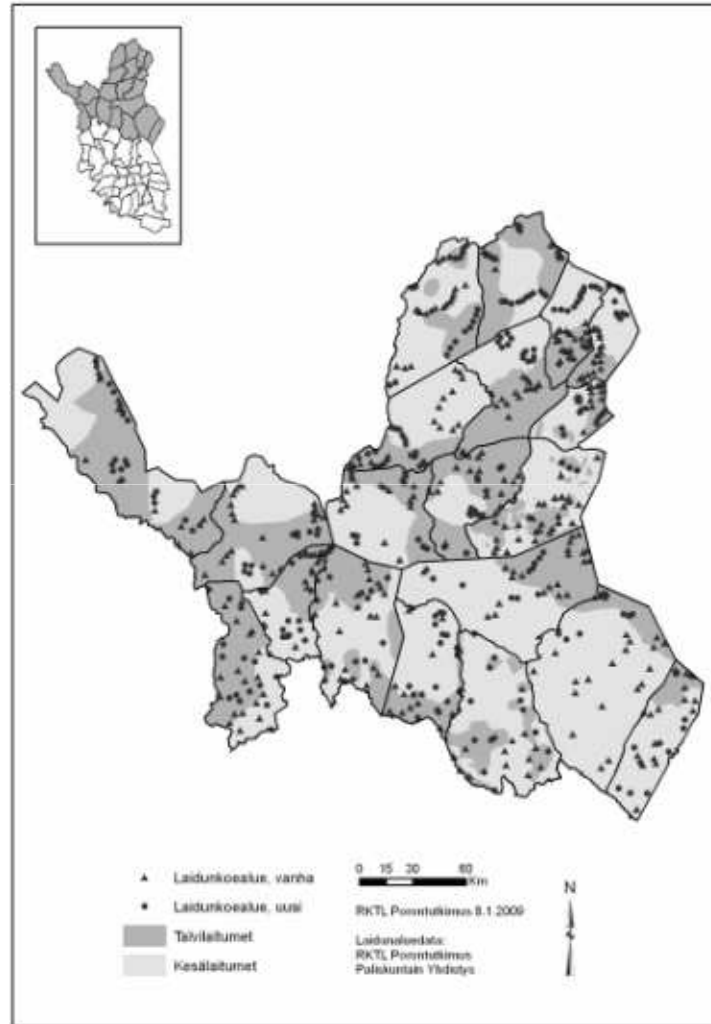 Laidunkoealue, vanha
Laidunkoealue, uusi
Talvilaitumet
Kesälaitumet
0 15 30 60
Km
RKTL Porontutkimus 8.1.2009
Laidunaluedata:
RKTL Porontutkimus
Paliskuntain Yhdistys
N